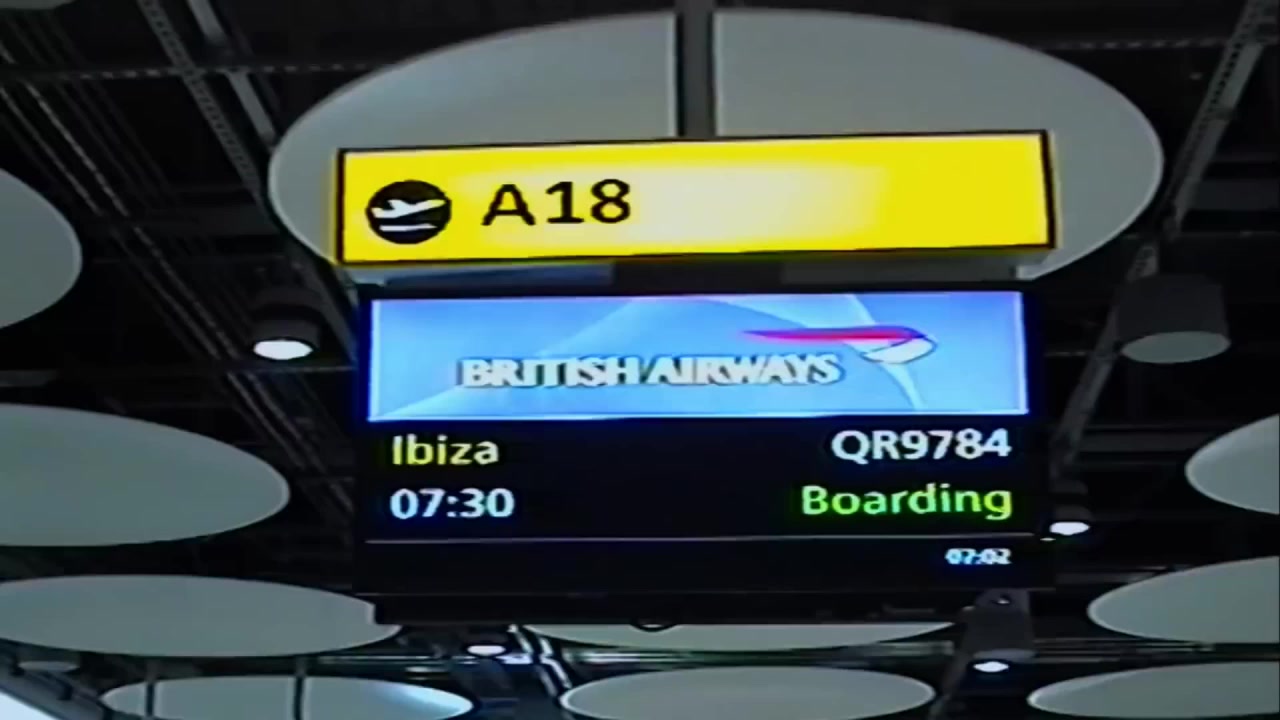 A18
BRITISH AIRWAYS
Ibiza QR9784
07:30 Boarding
07:02